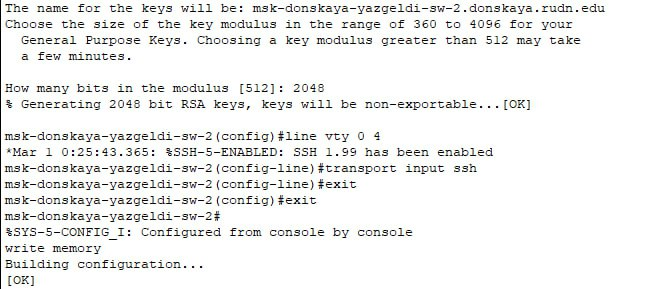 The name for the keys will be: msk-donskaya-yazgeldi-sw-2.donskaya.rudn.edu
Choose the size of the key modulus in the range of 360 to 4096 for your
General Purpose Keys. Choosing a key modulus greater than 512 may take
a few minutes.
How many bits in the modulus [512]: 2048
% Generating 2048 bit RSA keys, keys will be non-exportable...[OK]
msk-donskaya-yazgeldi-sw-2(config)#line vty 0 4
*Mar 1 0:25:43.365: %SSH-5-ENABLED: SSH 1.99 has been enabled
msk-donskaya-yazgeldi-sw-2(config-line)#transport input ssh
msk-donskaya-yazgeldi-sw-2(config-line)#exit
msk-donskaya-yazgeldi-sw-2(config)#exit
msk-donskaya-yazgeldi-sw-2#
%SYS-5-CONFIG_I: Configured from console by console
write memory
Building configuration...
[OK]